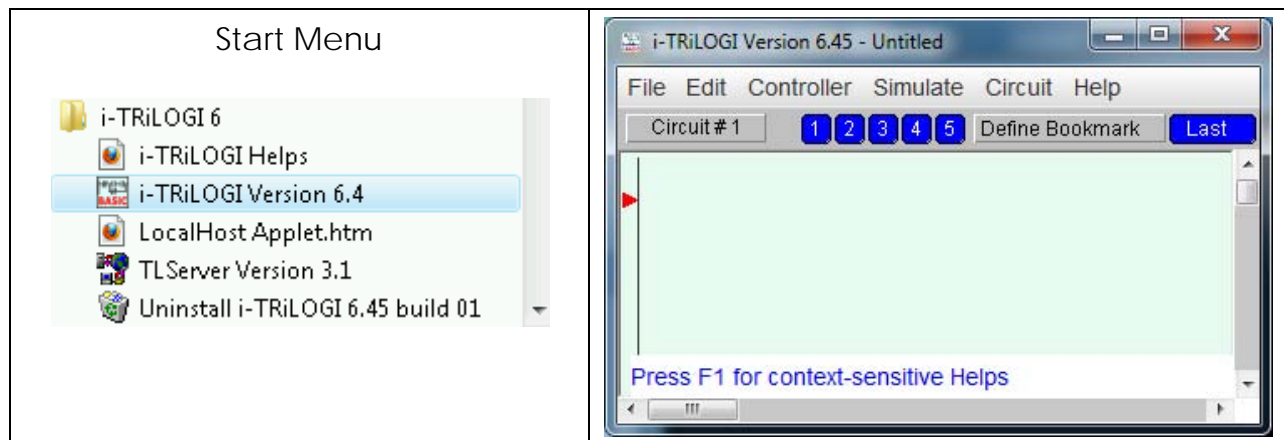 Start Menu
i-TRiLOGI 6
i-TRiLOGI Helps
i-TRiLOGI Version 6.4
LocalHost Applet.htm
TLServer Version 3.1
Uninstall i-TRiLOGI 6.45 build 01
i-TRiLOGI Version 6.45 - Untitled
File Edit Controller Simulate Circuit Help
Circuit # 1 1 2 3 4 5 Define Bookmark Last
Press F1 for context-sensitive Helps